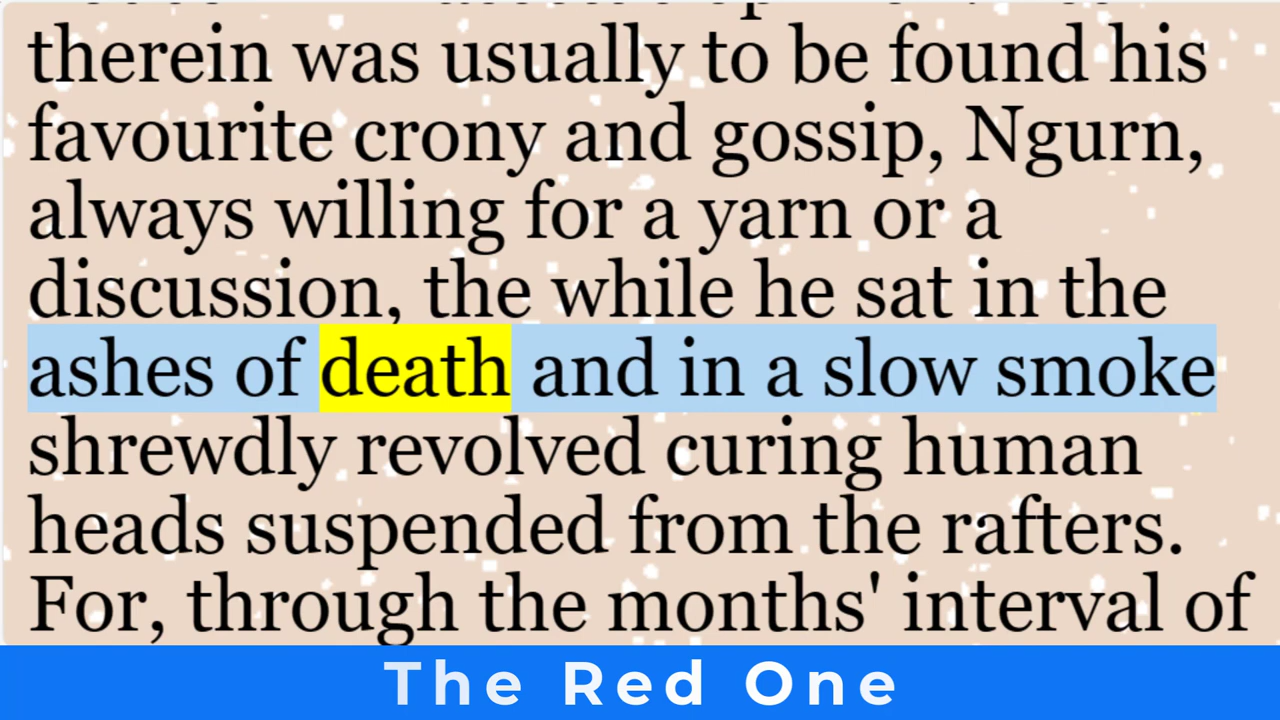 therein was usually to be found his
favourite crony and gossip, Ngurn,
always willing for a yarn or a
discussion, the while he sat in the
ashes of death and in a slow smoke
shrewdly revolved curing human
heads suspended from the rafters.
For, through the months' interval of
The Red One